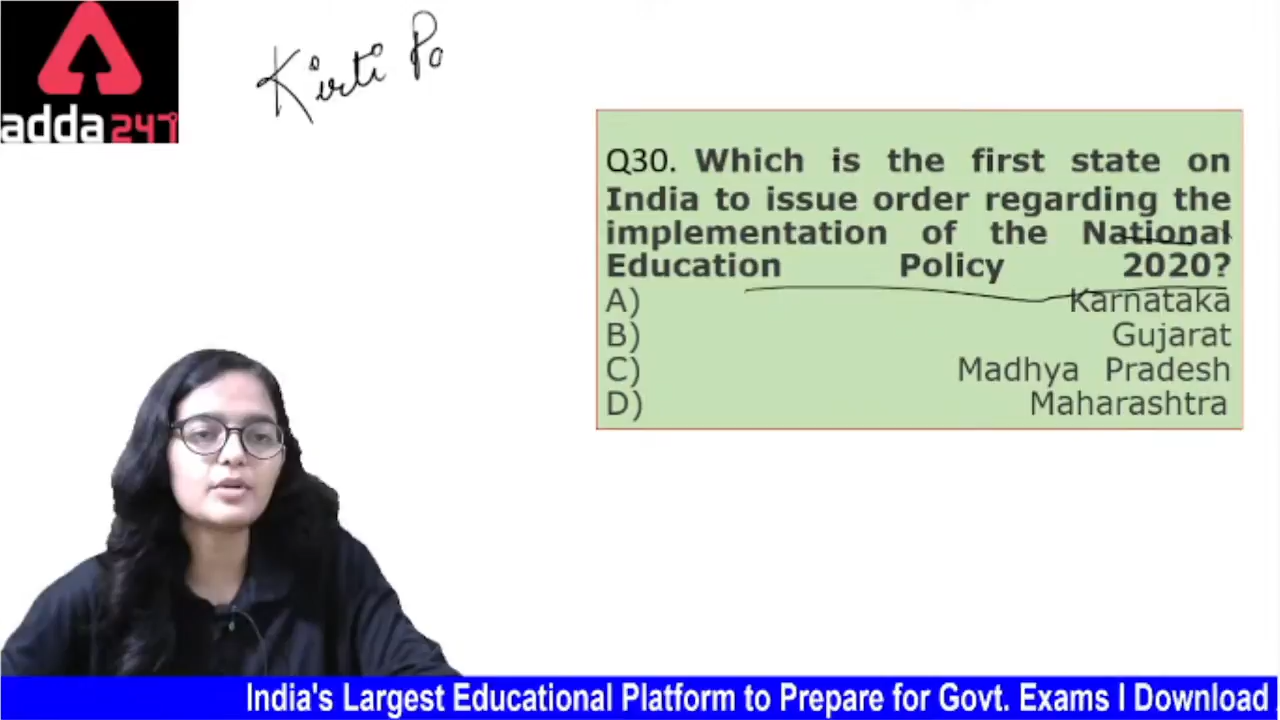 adda247
Kirti Po
Q30. Which is the first state on
India to issue order regarding the
implementation of the National
Education Policy 2020?
A) Karnataka
B) Gujarat
C) Madhya Pradesh
D) Maharashtra
India's Largest Educational Platform to Prepare for Govt. Exams I Download